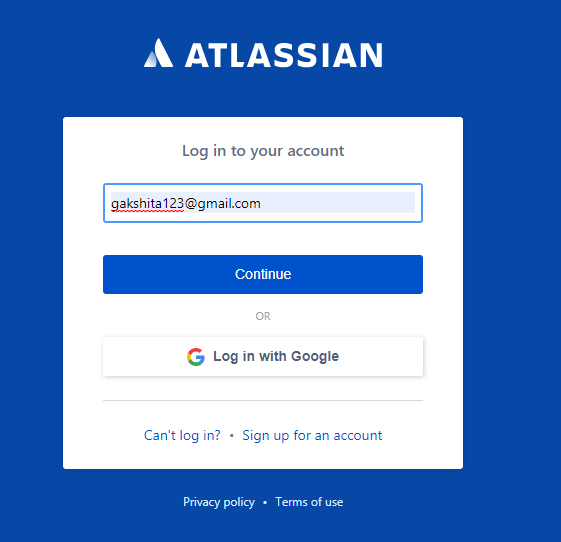 ATLASSIAN
Log in to your account
gakshita123@gmail.com
Continue
OR
Log in with Google
Can't log in? • Sign up for an account
Privacy policy • Terms of use